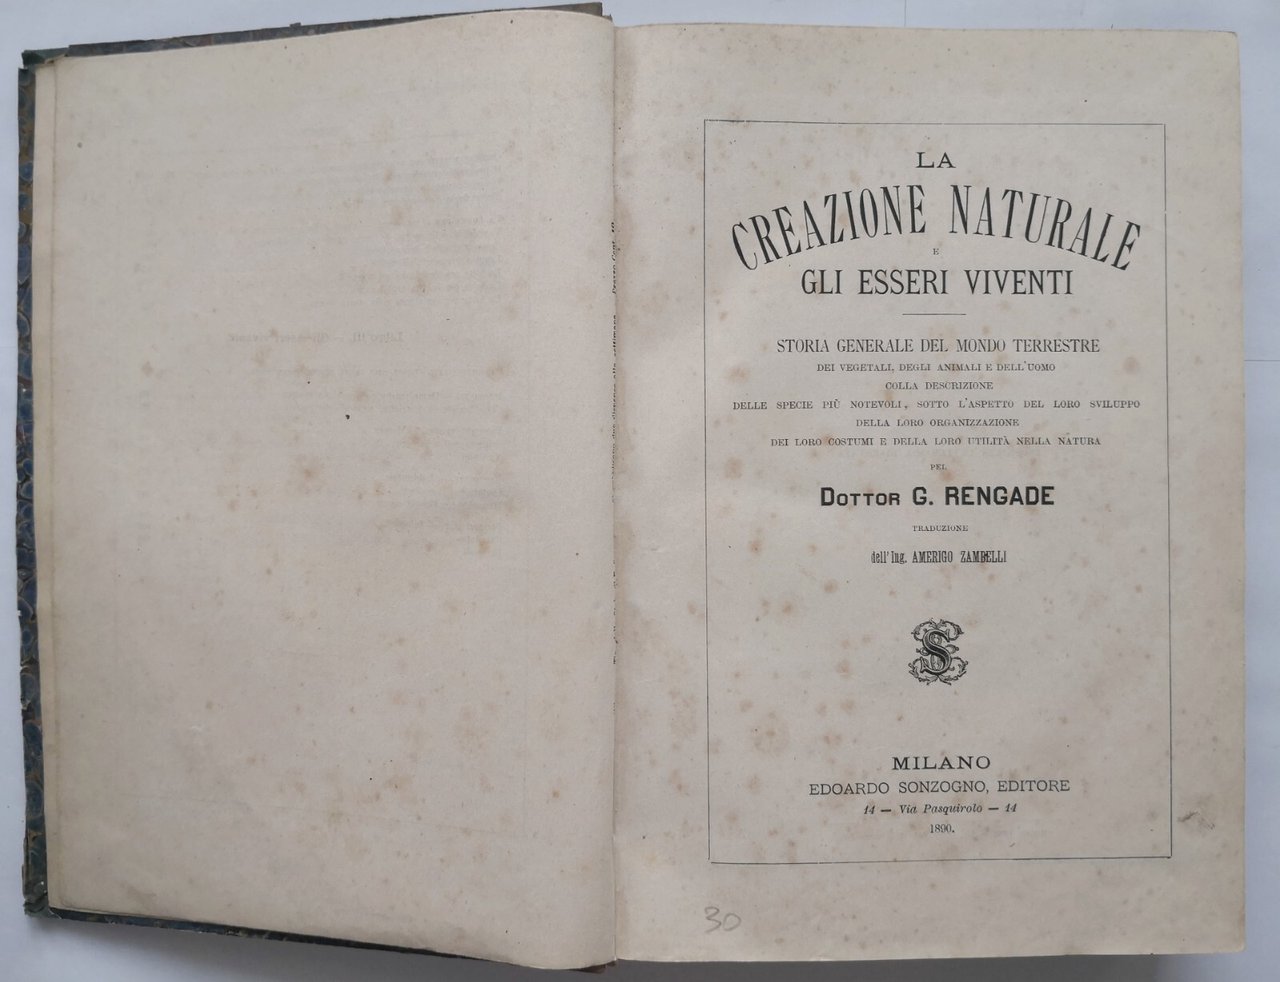 LA
CREAZIONE NATURALE
E
GLI ESSERI VIVENTI
STORIA GENERALE DEL MONDO TERRESTRE
DEI VEGETALI, DEGLI ANIMALI E DELL'UOMO
COLLA DESCRIZIONE
DELLE SPECIE PIÙ NOTEVOLI, SOTTO L'ASPETTO DEL LORO SVILUPPO
DELLA LORO ORGANIZZAZIONE
DEI LORO COSTUMI E DELLA LORO UTILITÀ NELLA NATURA
PEL
DOTTOR G. RENGADE
TRADUZIONE
dell'Ing. AMERIGO ZAMBELLI
MILANO
EDOARDO SONZOGNO, EDITORE
14 — Via Pasquirolo — 14
1890.
30